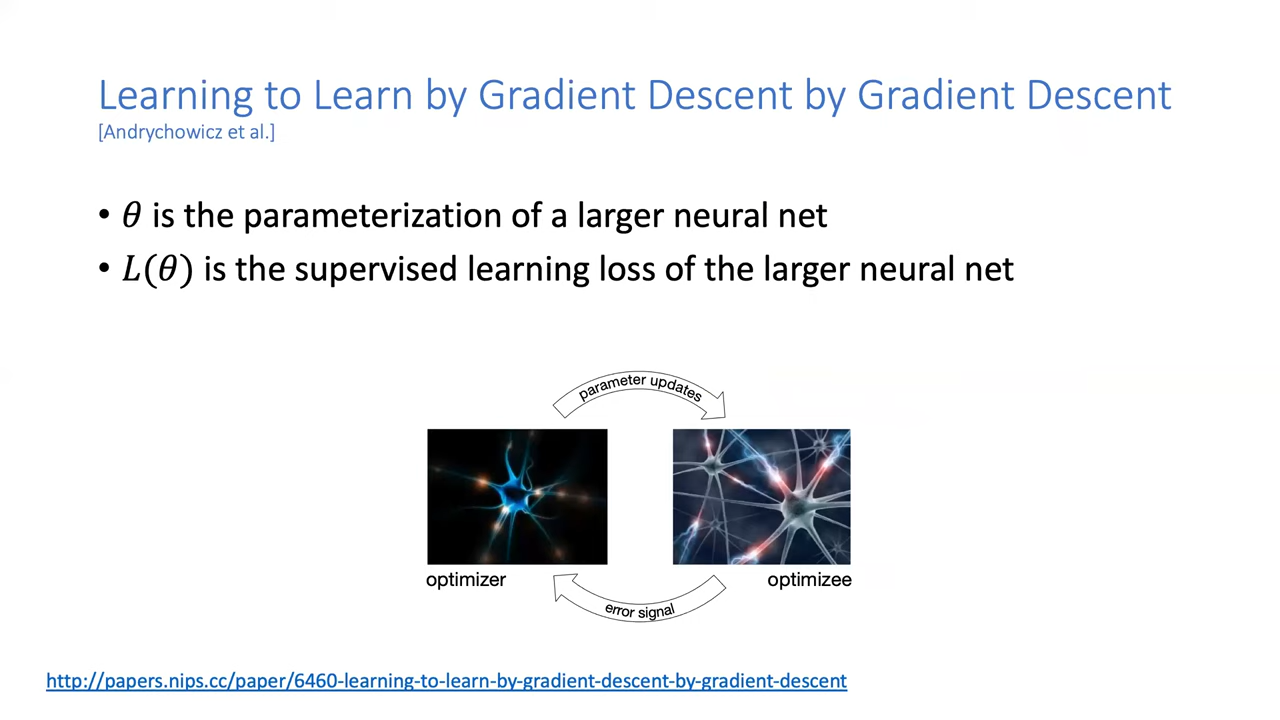 Learning to Learn by Gradient Descent by Gradient Descent
[Andrychowicz et al.]
• θ is the parameterization of a larger neural net
• L(θ) is the supervised learning loss of the larger neural net
parameter updates
optimizer
optimizee
error signal
http://papers.nips.cc/paper/6460-learning-to-learn-by-gradient-descent-by-gradient-descent